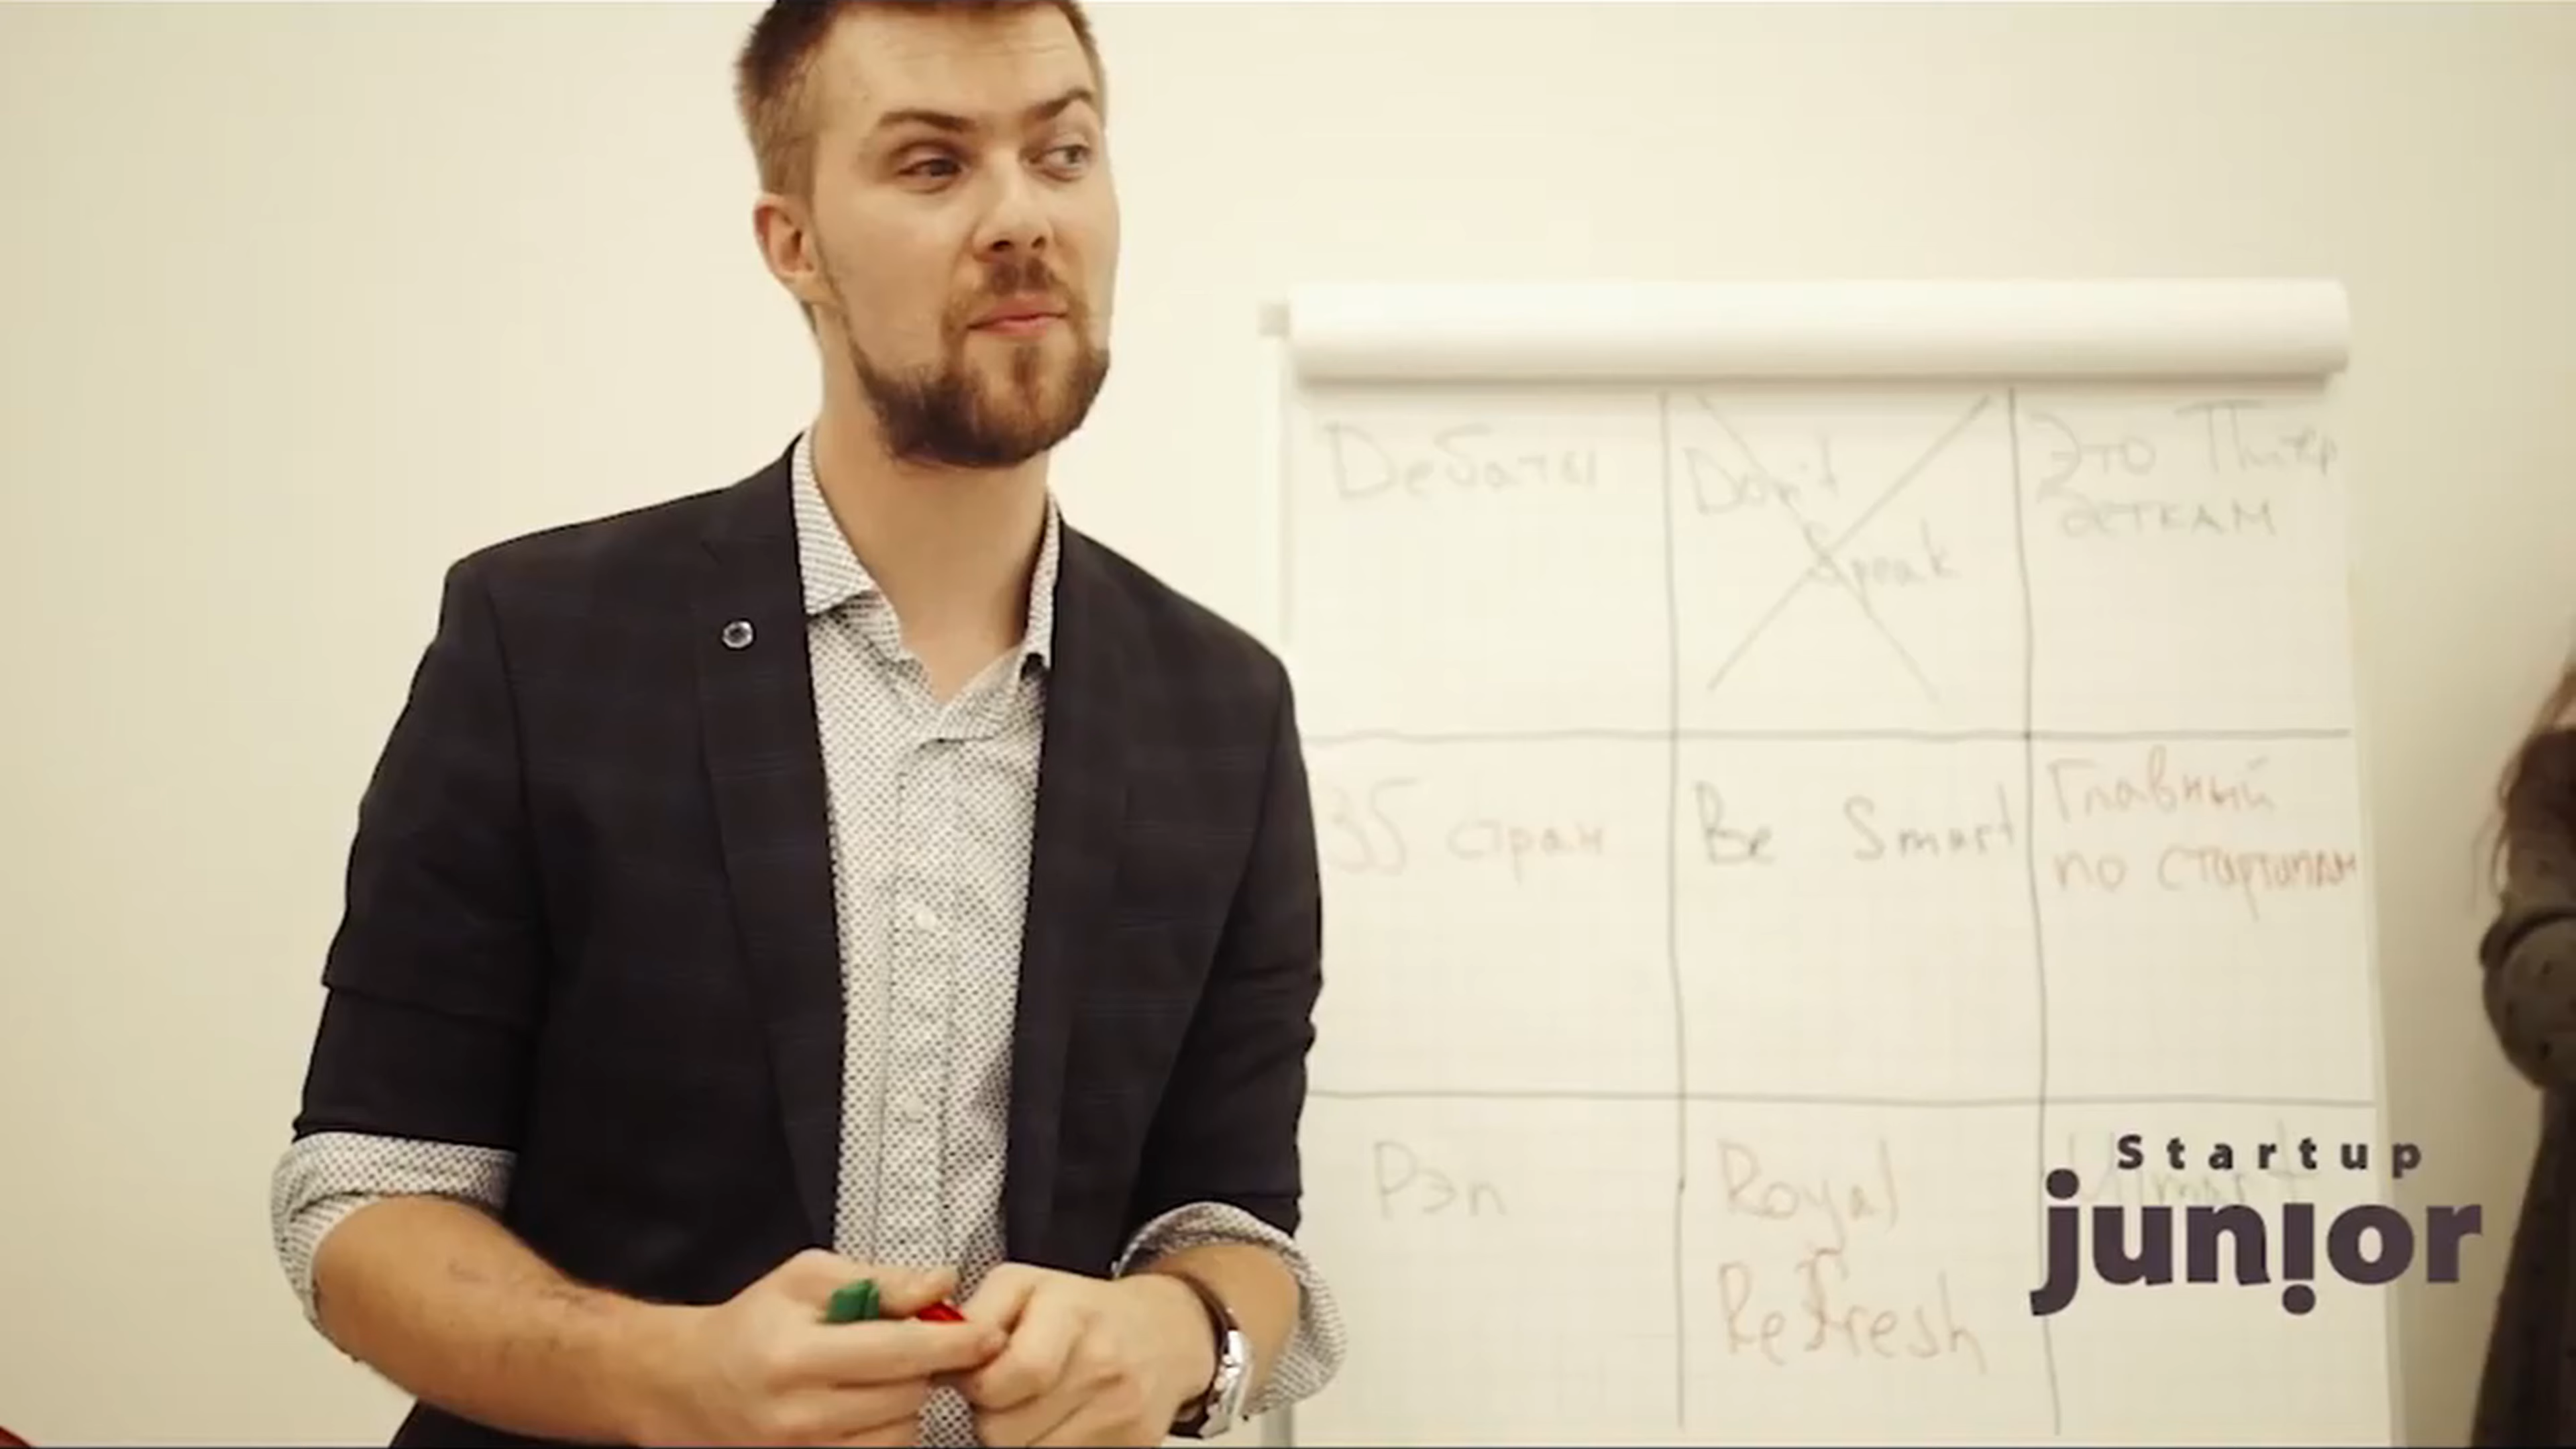 Дебаты
Don't
Speak
Это Питер
деткам
35 стран
Be Smart
Главный
по стартапам
Рэп
Royal
Refresh
Startup
junior